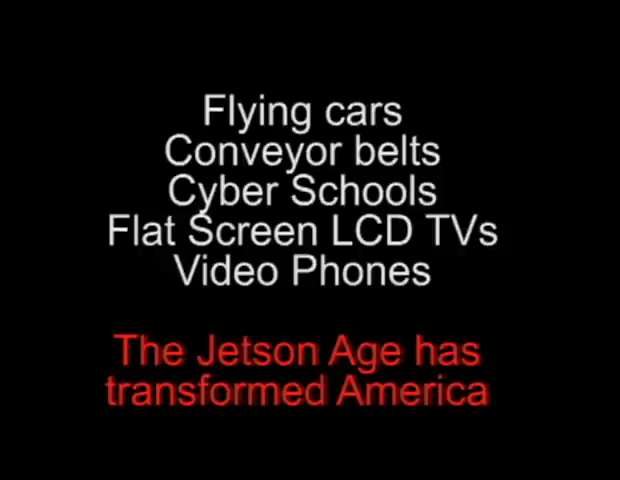 Flying cars
Conveyor belts
Cyber Schools
Flat Screen LCD TVs
Video Phones
The Jetson Age has
transformed America